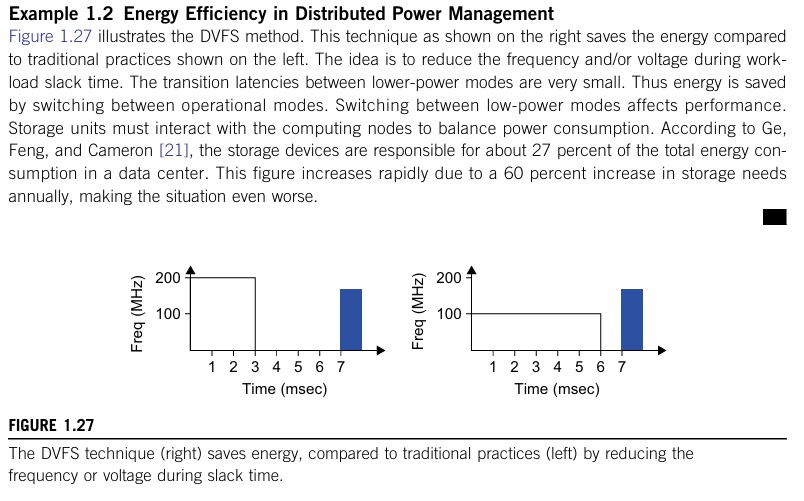 Example 1.2 Energy Efficiency in Distributed Power Management
Figure 1.27 illustrates the DVFS method. This technique as shown on the right saves the energy compared
to traditional practices shown on the left. The idea is to reduce the frequency and/or voltage during work-
load slack time. The transition latencies between lower-power modes are very small. Thus energy is saved
by switching between operational modes. Switching between low-power modes affects performance.
Storage units must interact with the computing nodes to balance power consumption. According to Ge,
Feng, and Cameron [21], the storage devices are responsible for about 27 percent of the total energy con-
sumption in a data center. This figure increases rapidly due to a 60 percent increase in storage needs
annually, making the situation even worse.
Freq (MHz)
200
100
1 2 3 4 5 6 7
Time (msec)
Freq (MHz)
200
100
1 2 3 4 5 6 7
Time (msec)
FIGURE 1.27
The DVFS technique (right) saves energy, compared to traditional practices (left) by reducing the
frequency or voltage during slack time.